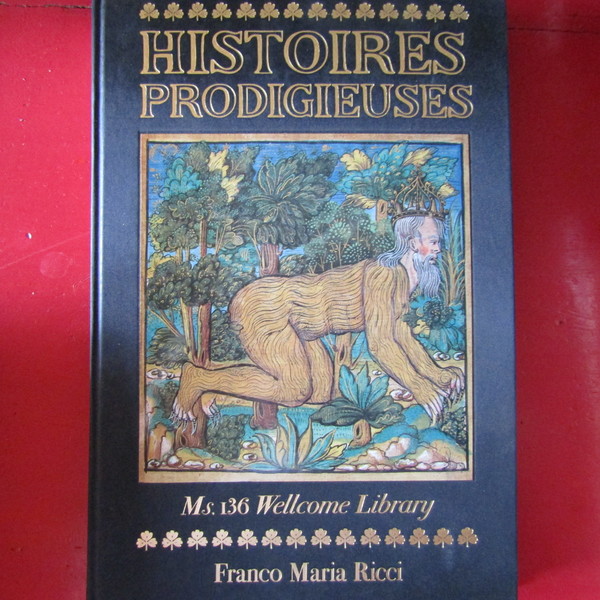 HISTOIRES
PRODIGIEUSES
Ms. 136 Wellcome Library
Franco Maria Ricci